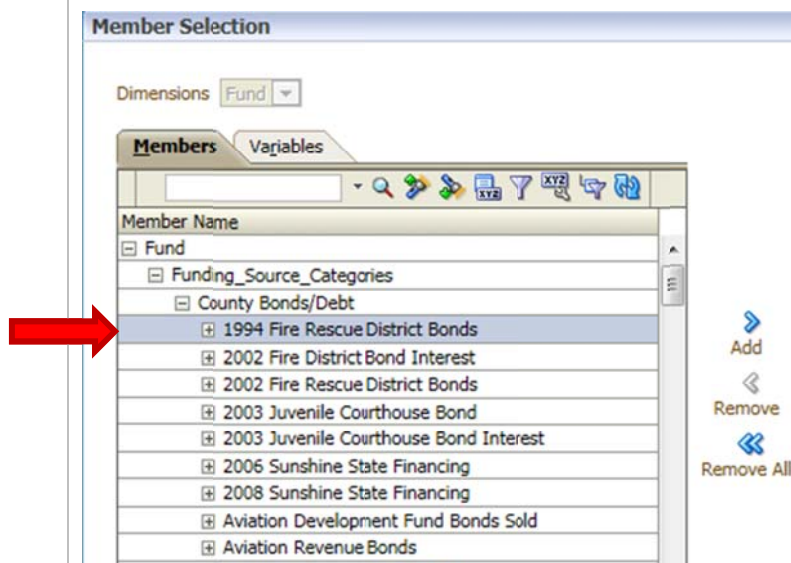 Member Selection
Dimensions Fund
Members Variables
XYZ XYZ
Member Name
Fund
Funding_Source_Categories
County Bonds/Debt
1994 Fire Rescue District Bonds
2002 Fire District Bond Interest
2002 Fire Rescue District Bonds
2003 Juvenile Courthouse Bond
2003 Juvenile Courthouse Bond Interest
2006 Sunshine State Financing
2008 Sunshine State Financing
Aviation Development Fund Bonds Sold
Aviation Revenue Bonds
Add
Remove
Remove All